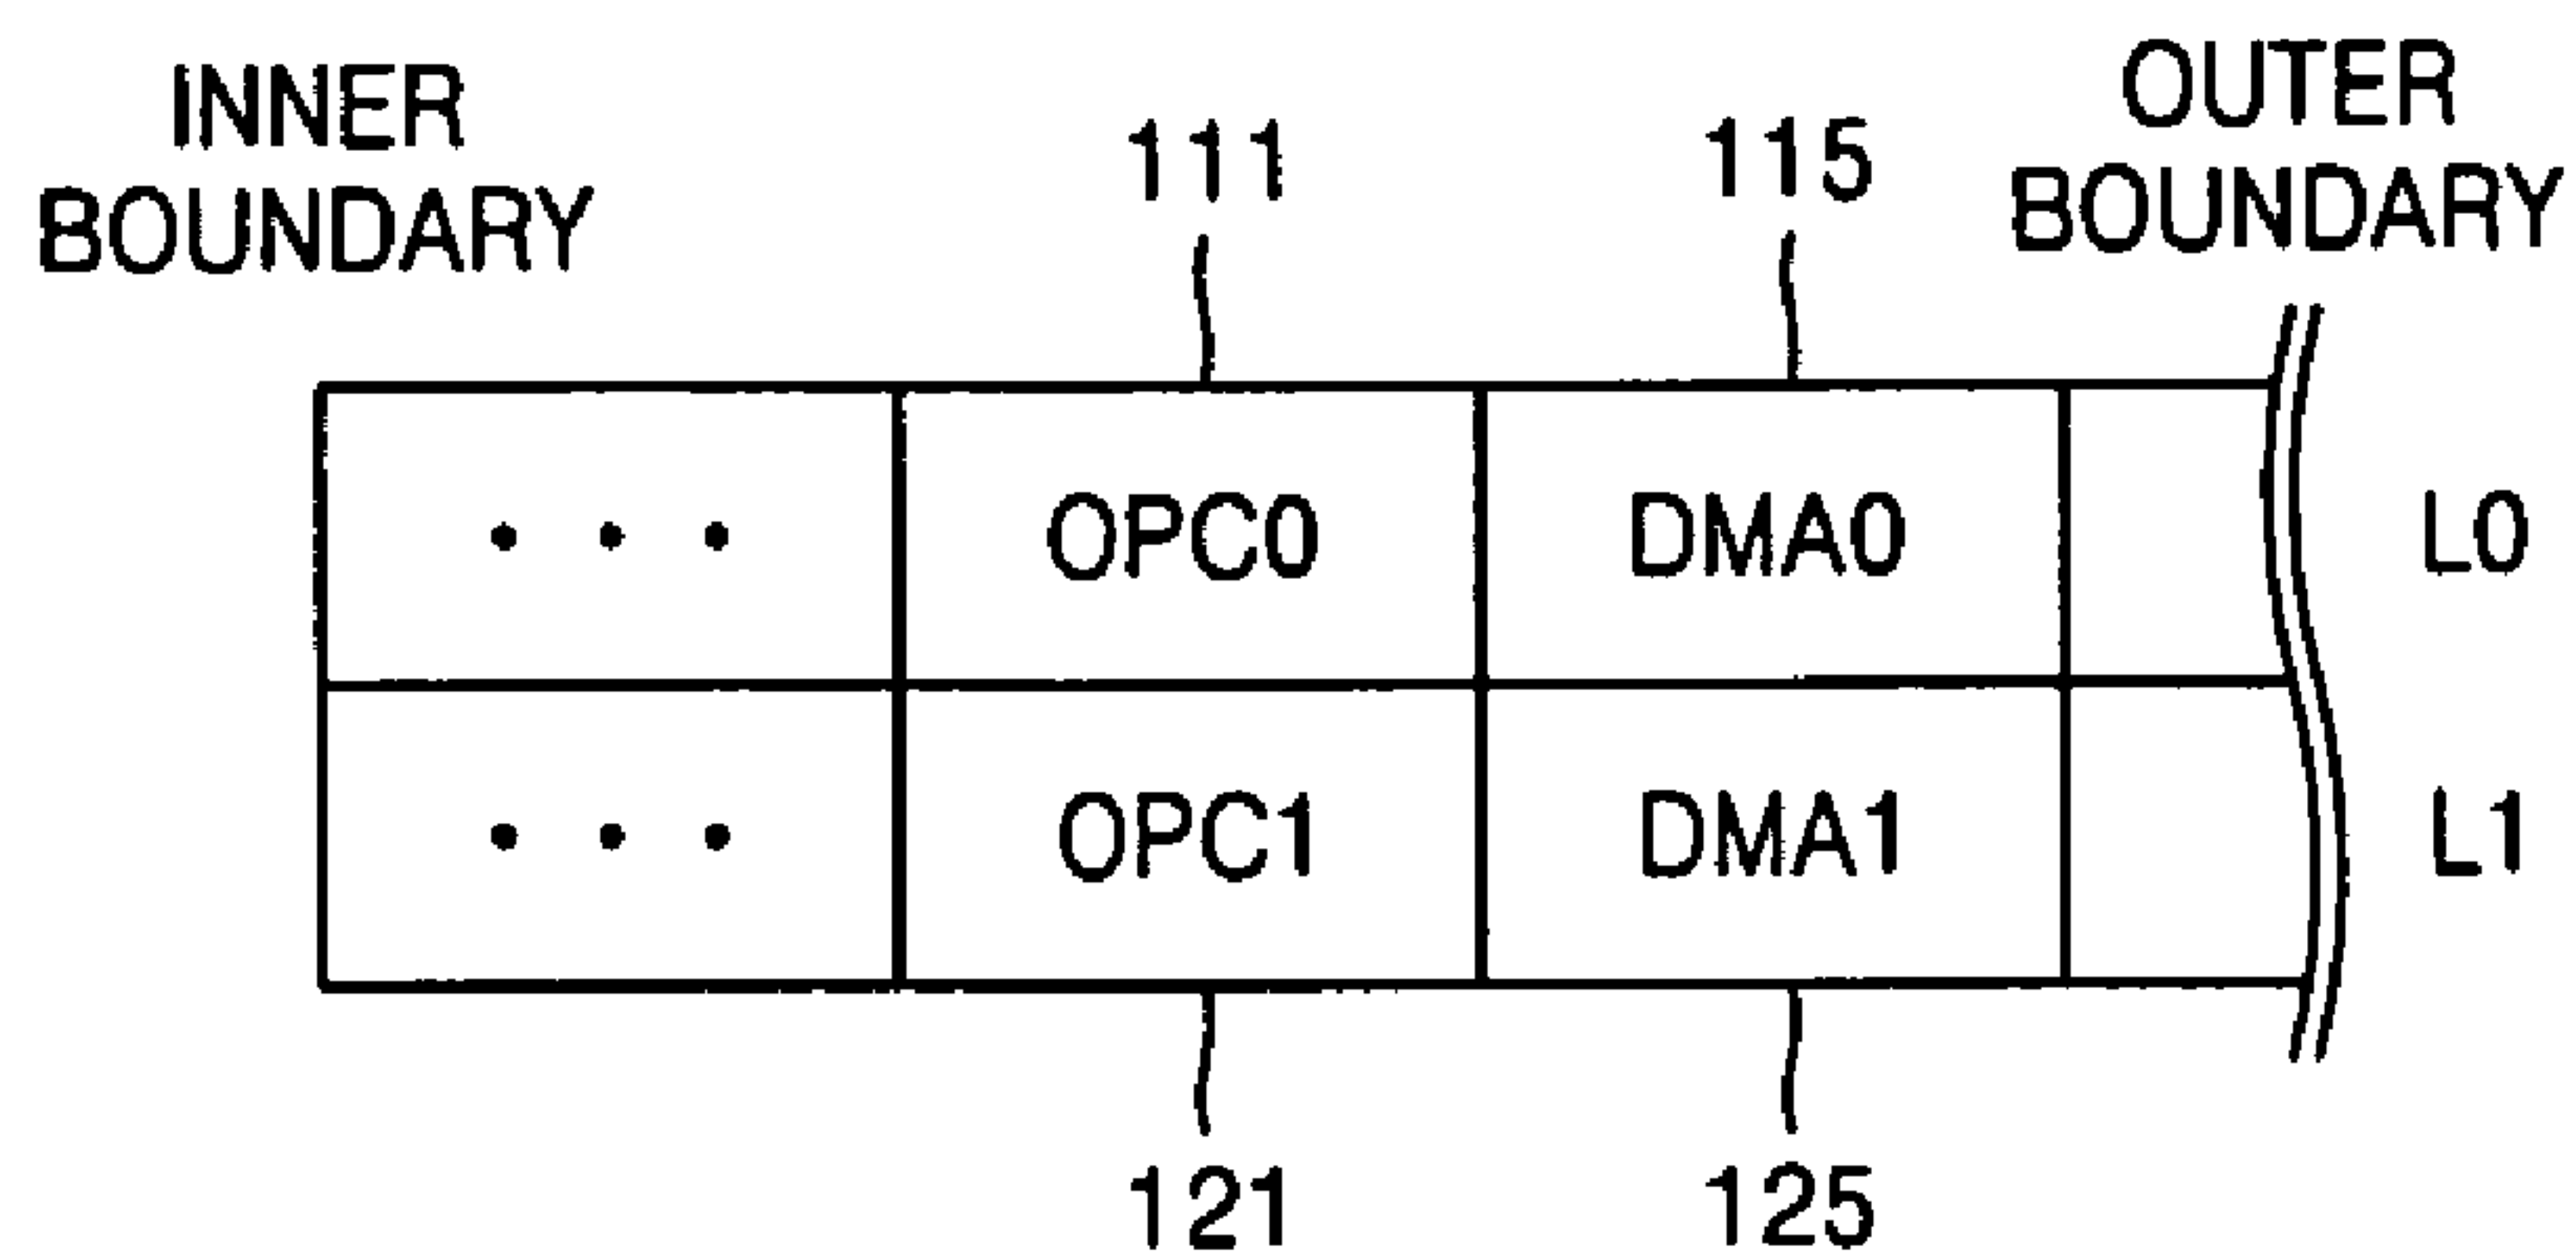 INNER
BOUNDARY
111
115
OUTER
BOUNDARY
OPC0
DMA0
L0
OPC1
DMA1
L1
121
125